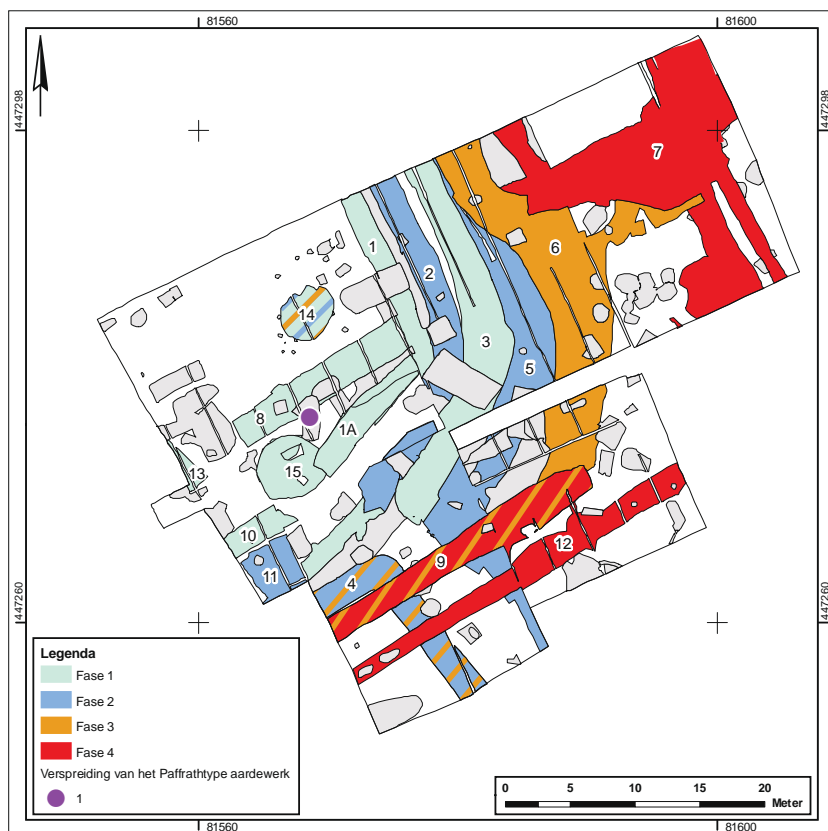 81560 81600
447298 447298
7
1
6
2
14
3
5
8
1A
15
13
10
12
9
11
4
447260 447260
Legenda
Fase 1
Fase 2
Fase 3
Fase 4
Verspreiding van het Paffrathtype aardewerk
1
0 5 10 15 20
Meter
81560 81600